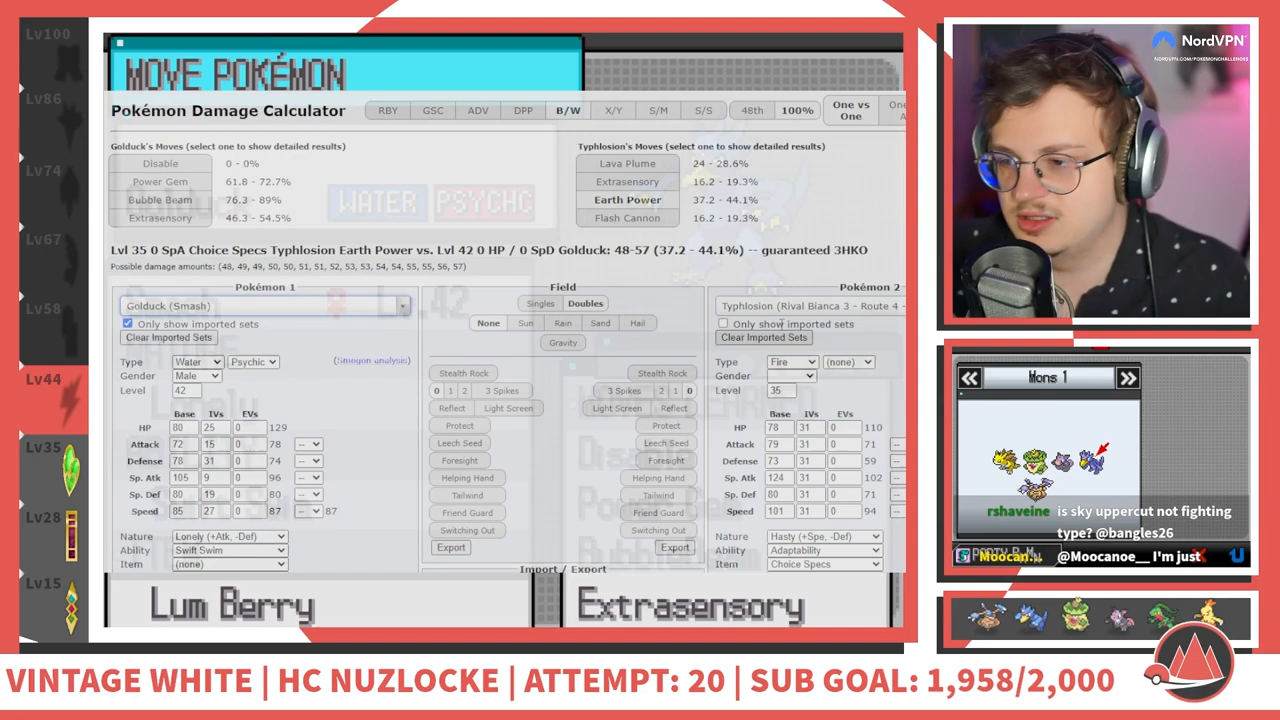 Lv100
Lv86
Lv74
Lv67
Lv58
Lv44
Lv35
Lv28
Lv15
MOVE POKÉMON
Pokémon Damage Calculator
RBY GSC ADV DPP B/W X/Y S/M S/S 48th 100% One vs One
Golduck's Moves (select one to show detailed results)
Disable 0 - 0%
Power Gem 61.8 - 72.7%
Bubble Beam 76.3 - 89%
Extrasensory 46.3 - 54.5%
WATER PSYCHC
Typhlosion's Moves (select one to show detailed results)
Lava Plume 24 - 28.6%
Extrasensory 16.2 - 19.3%
Earth Power 37.2 - 44.1%
Flash Cannon 16.2 - 19.3%
Lvl 35 0 SpA Choice Specs Typhlosion Earth Power vs. Lvl 42 0 HP / 0 SpD Golduck: 48-57 (37.2 - 44.1%) -- guaranteed 3HKO
Possible damage amounts: (48, 49, 49, 50, 50, 51, 51, 52, 53, 53, 54, 54, 55, 55, 56, 57)
Pokémon 1
Golduck (Smash)
Only show imported sets
Clear Imported Sets
Type Water Psychic (Smogon analysis)
Gender Male
Level 42
Base IVs EVs
HP 80 25 0 129
Attack 72 15 0 78 --
Defense 78 31 0 74 --
Sp. Atk 105 9 0 96 --
Sp. Def 80 19 0 80 --
Speed 85 27 0 87 -- 87
Nature Lonely (+Atk, -Def)
Ability Swift Swim
Item (none)
Field
Singles Doubles
None Sun Rain Sand Hail
Gravity
Stealth Rock Stealth Rock
0 1 2 3 Spikes 3 Spikes 2 1 0
Reflect Light Screen Light Screen Reflect
Protect Protect
Leech Seed Leech Seed
Foresight Foresight
Helping Hand Helping Hand
Tailwind Tailwind
Friend Guard Friend Guard
Switching Out Switching Out
Export Export
Import / Export
Pokémon 2
Typhlosion (Rival Bianca 3 - Route 4 -
Only show imported sets
Clear Imported Sets
Type Fire (none)
Gender
Level 35
Base IVs EVs
HP 78 31 0 110
Attack 79 31 0 71 --
Defense 73 31 0 59 --
Sp. Atk 124 31 0 102 --
Sp. Def 80 31 0 71 --
Speed 101 31 0 94 --
Nature Hasty (+Spe, -Def)
Ability Adaptability
Item Choice Specs
Lv.42
Lum Berry
Extrasensory
NordVPN
NORDVPN.COM/POKEMONCHALLENGES
Mons 1
rshaveine is sky uppercut not fighting
type? @bangles26
Moocan... @Moocanoe__ I'm just
VINTAGE WHITE | HC NUZLOCKE | ATTEMPT: 20 | SUB GOAL: 1,958/2,000